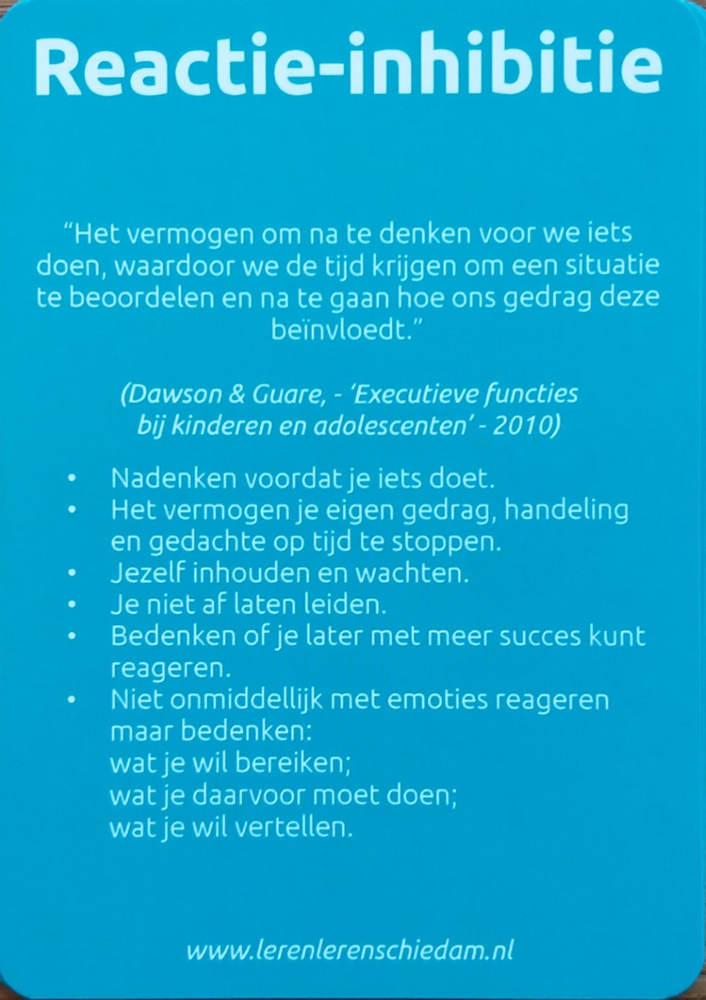 Reactie-inhibitie
“Het vermogen om na te denken voor we iets
doen, waardoor we de tijd krijgen om een situatie
te beoordelen en na te gaan hoe ons gedrag deze
beïnvloedt.”
(Dawson & Guare, - ‘Executieve functies
bij kinderen en adolescenten’ - 2010)
• Nadenken voordat je iets doet.
• Het vermogen je eigen gedrag, handeling
en gedachte op tijd te stoppen.
• Jezelf inhouden en wachten.
• Je niet af laten leiden.
• Bedenken of je later met meer succes kunt
reageren.
• Niet onmiddellijk met emoties reageren
maar bedenken:
wat je wil bereiken;
wat je daarvoor moet doen;
wat je wil vertellen.
www.lerenlerenschiedam.nl